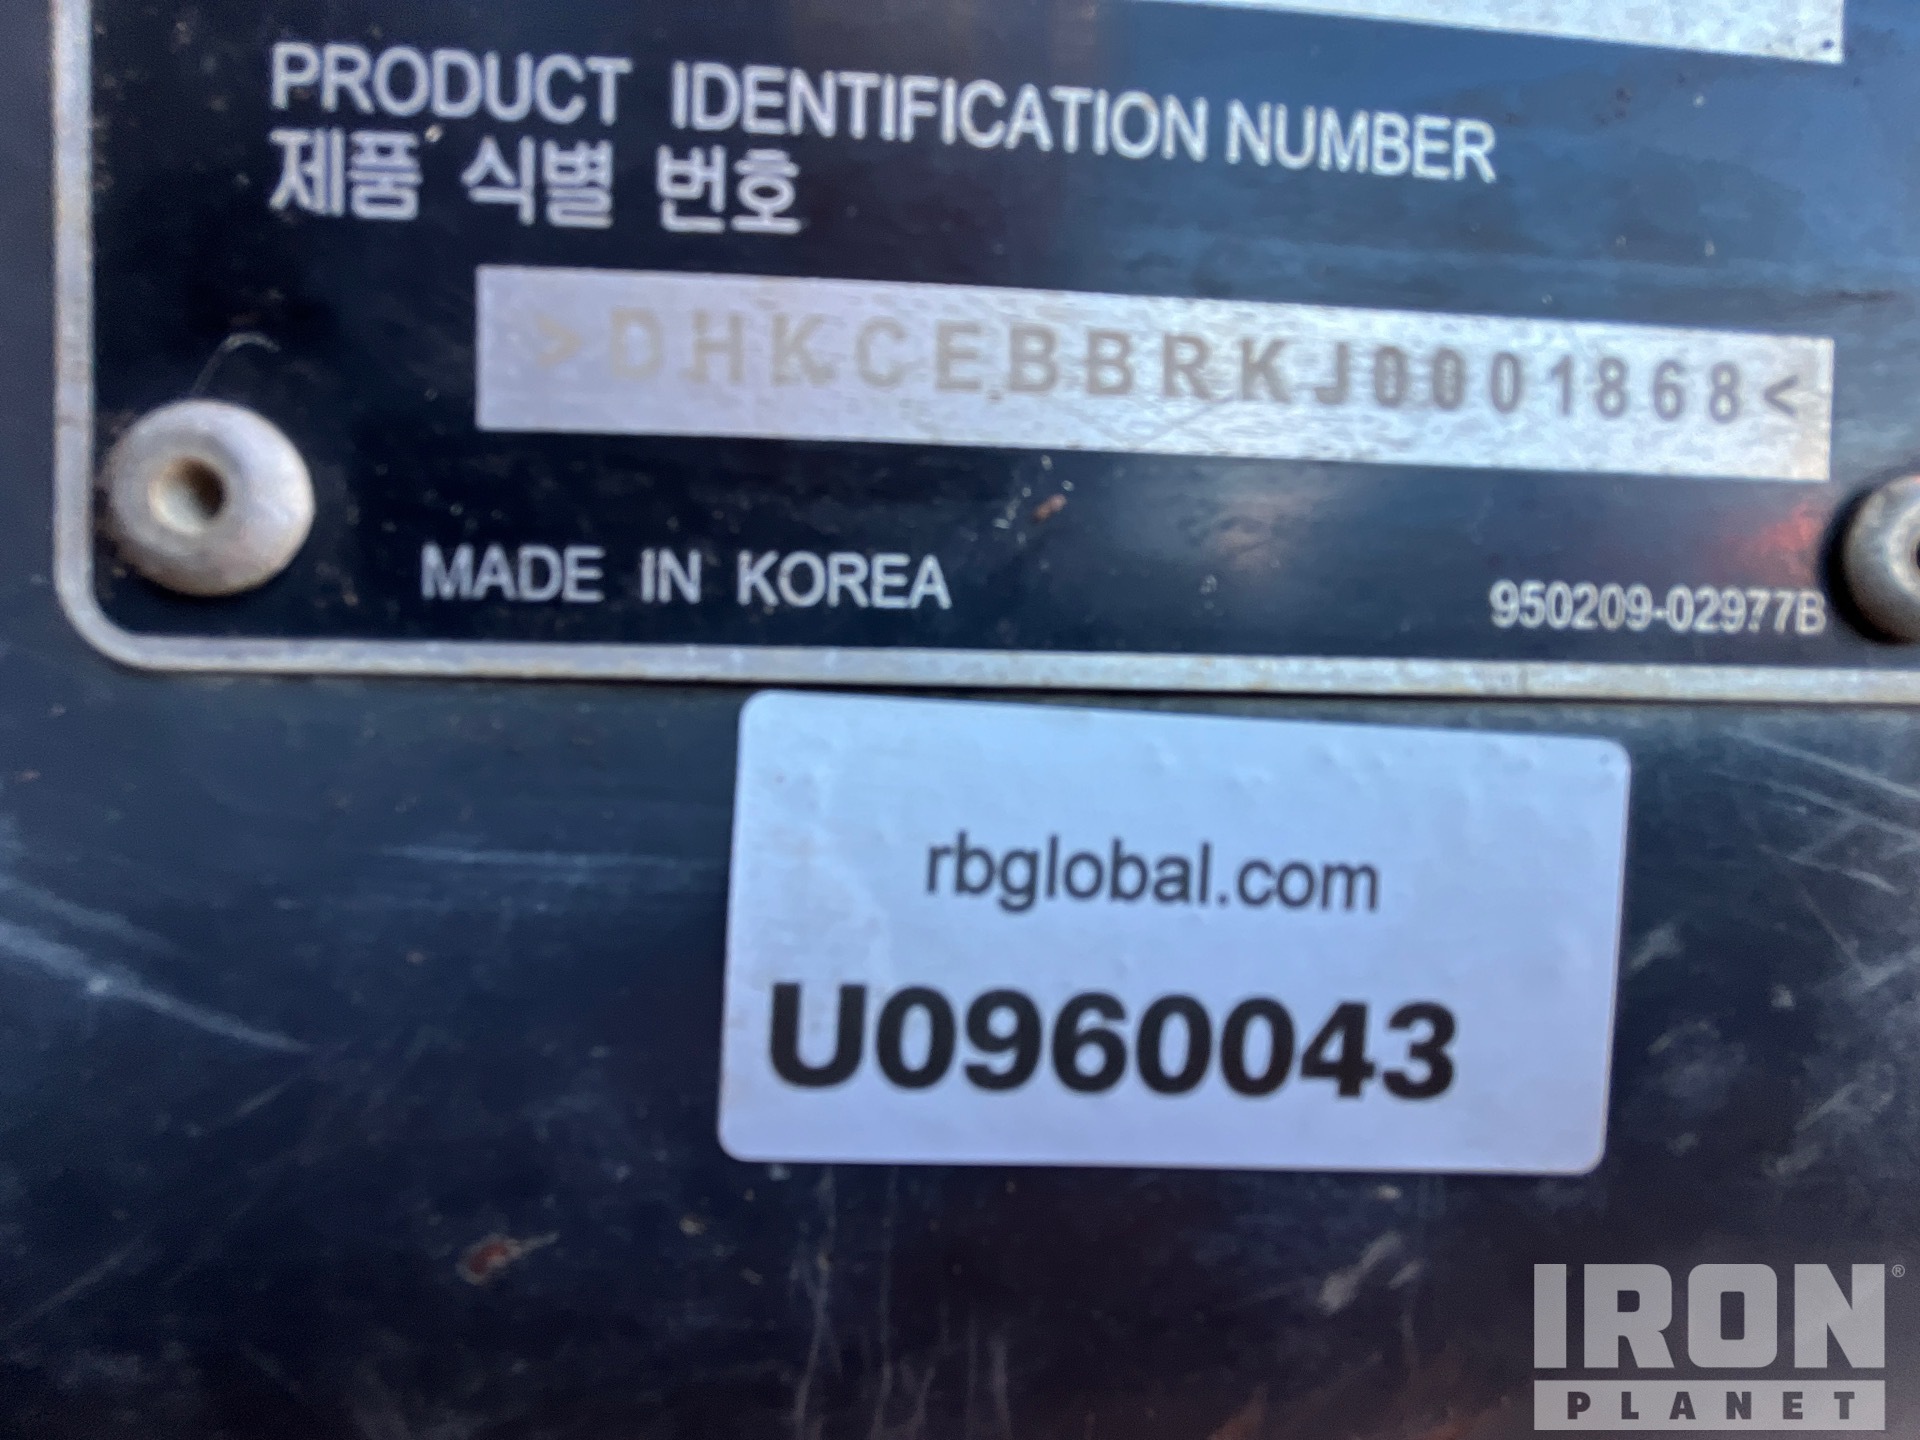 PRODUCT IDENTIFICATION NUMBER
제품 식별 번호
>DHKCEBBRKJ0001868<
MADE IN KOREA
950209-02977B
rbglobal.com
U0960043
IRON®
PLANET